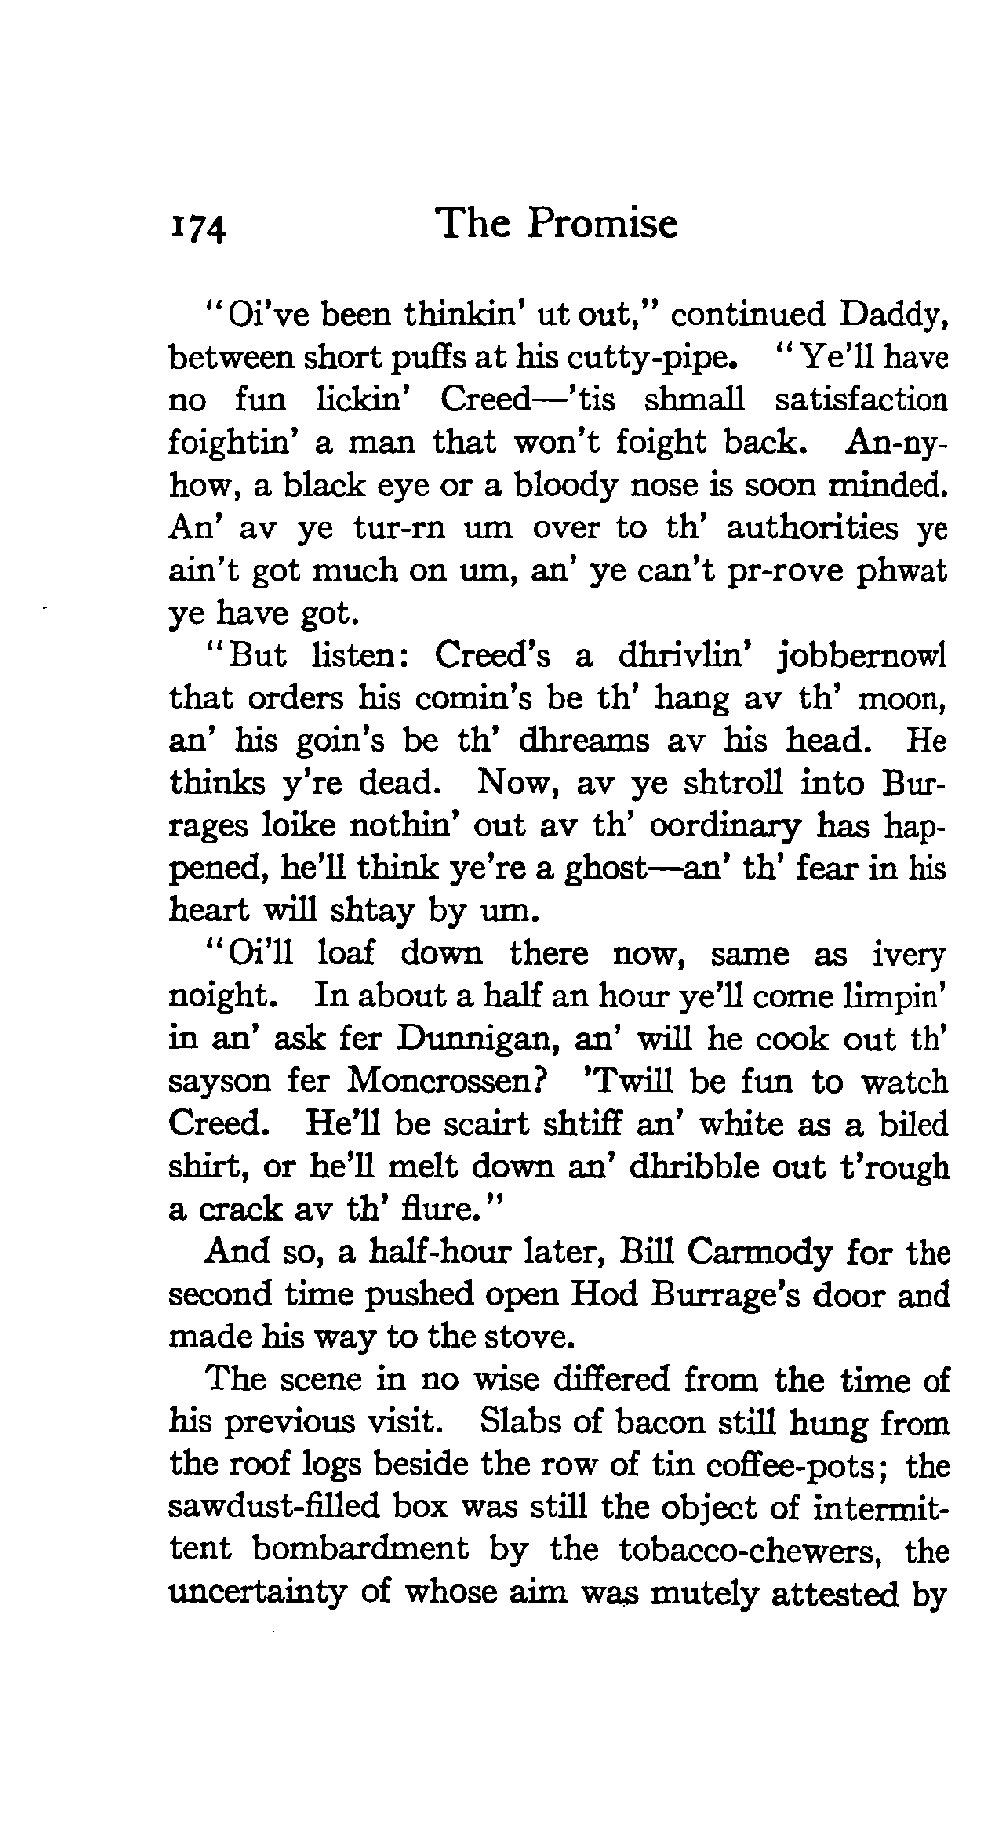 174 The Promise
"Oi've been thinkin' ut out," continued Daddy,
between short puffs at his cutty-pipe. "Ye'll have
no fun lickin' Creed—'tis shmall satisfaction
foightin' a man that won't foight back. An-ny-
how, a black eye or a bloody nose is soon minded.
An' av ye tur-rn um over to th' authorities ye
ain't got much on um, an' ye can't pr-rove phwat
ye have got.
"But listen: Creed's a dhrivlin' jobbernowl
that orders his comin's be th' hang av th' moon,
an' his goin's be th' dhreams av his head. He
thinks y're dead. Now, av ye shtroll into Bur-
rages loike nothin' out av th' oordinary has hap-
pened, he'll think ye're a ghost—an' th' fear in his
heart will shtay by um.
"Oi'll loaf down there now, same as ivery
noight. In about a half an hour ye'll come limpin'
in an' ask fer Dunnigan, an' will he cook out th'
sayson fer Moncrossen? 'Twill be fun to watch
Creed. He'll be scairt shtiff an' white as a biled
shirt, or he'll melt down an' dhribble out t'rough
a crack av th' flure."
And so, a half-hour later, Bill Carmody for the
second time pushed open Hod Burrage's door and
made his way to the stove.
The scene in no wise differed from the time of
his previous visit. Slabs of bacon still hung from
the roof logs beside the row of tin coffee-pots; the
sawdust-filled box was still the object of intermit-
tent bombardment by the tobacco-chewers, the
uncertainty of whose aim was mutely attested by